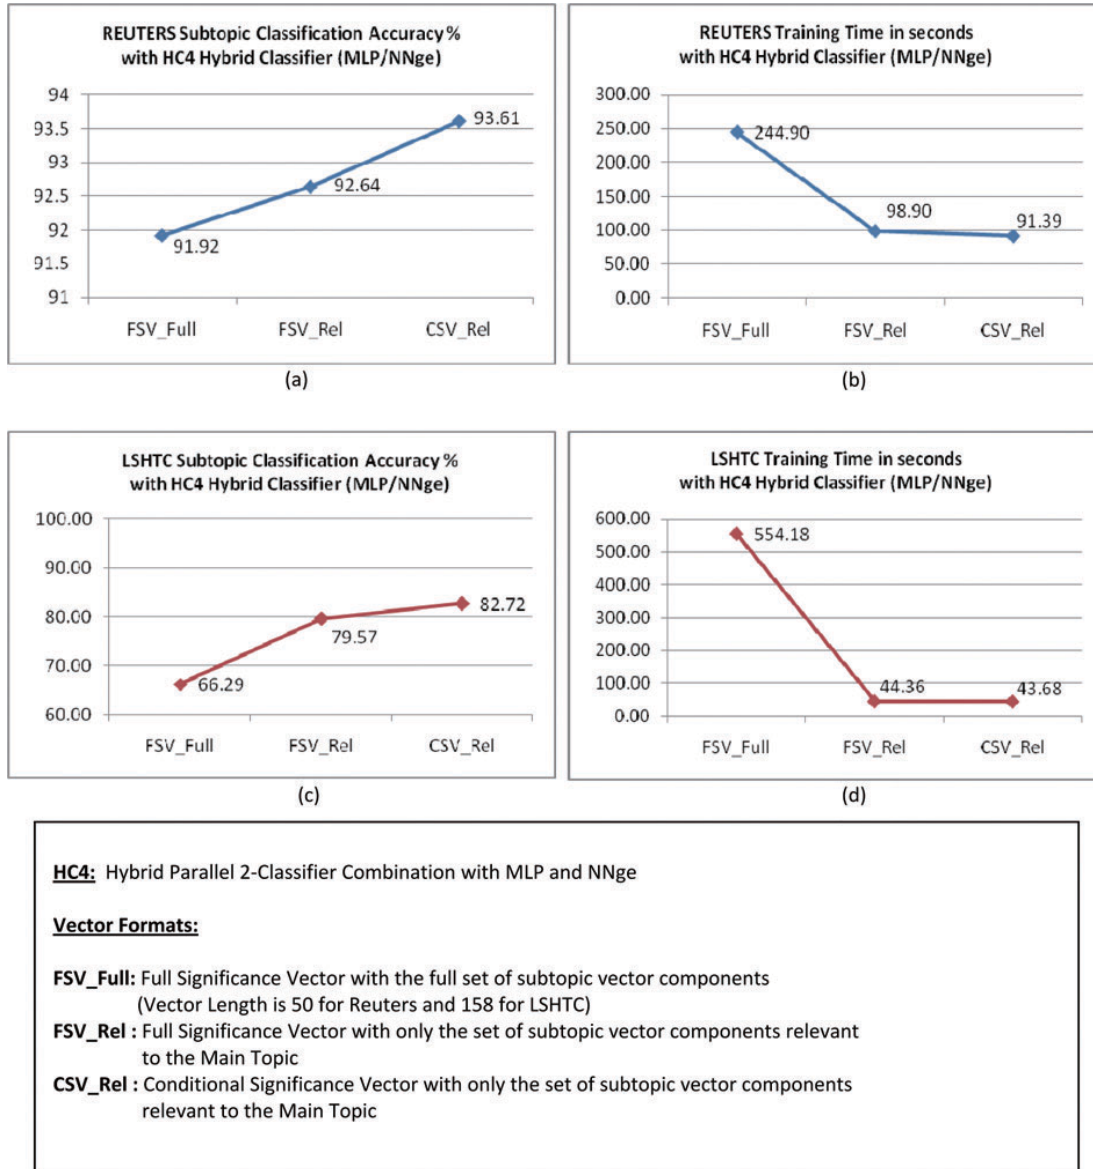 REUTERS Subtopic Classification Accuracy %
with HC4 Hybrid Classifier (MLP/NNge)
94
93.5
93
92.5
92
91.5
91
91.92
92.64
93.61
FSV_Full FSV_Rel CSV_Rel
(a)
REUTERS Training Time in seconds
with HC4 Hybrid Classifier (MLP/NNge)
300.00
250.00
200.00
150.00
100.00
50.00
0.00
244.90
98.90
91.39
FSV_Full FSV_Rel CSV_Rel
(b)
LSHTC Subtopic Classification Accuracy %
with HC4 Hybrid Classifier (MLP/NNge)
100.00
90.00
80.00
70.00
60.00
66.29
79.57
82.72
FSV_Full FSV_Rel CSV_Rel
(c)
LSHTC Training Time in seconds
with HC4 Hybrid Classifier (MLP/NNge)
600.00
500.00
400.00
300.00
200.00
100.00
0.00
554.18
44.36
43.68
FSV_Full FSV_Rel CSV_Rel
(d)
HC4: Hybrid Parallel 2-Classifier Combination with MLP and NNge
Vector Formats:
FSV_Full: Full Significance Vector with the full set of subtopic vector components
(Vector Length is 50 for Reuters and 158 for LSHTC)
FSV_Rel : Full Significance Vector with only the set of subtopic vector components relevant
to the Main Topic
CSV_Rel : Conditional Significance Vector with only the set of subtopic vector components
relevant to the Main Topic